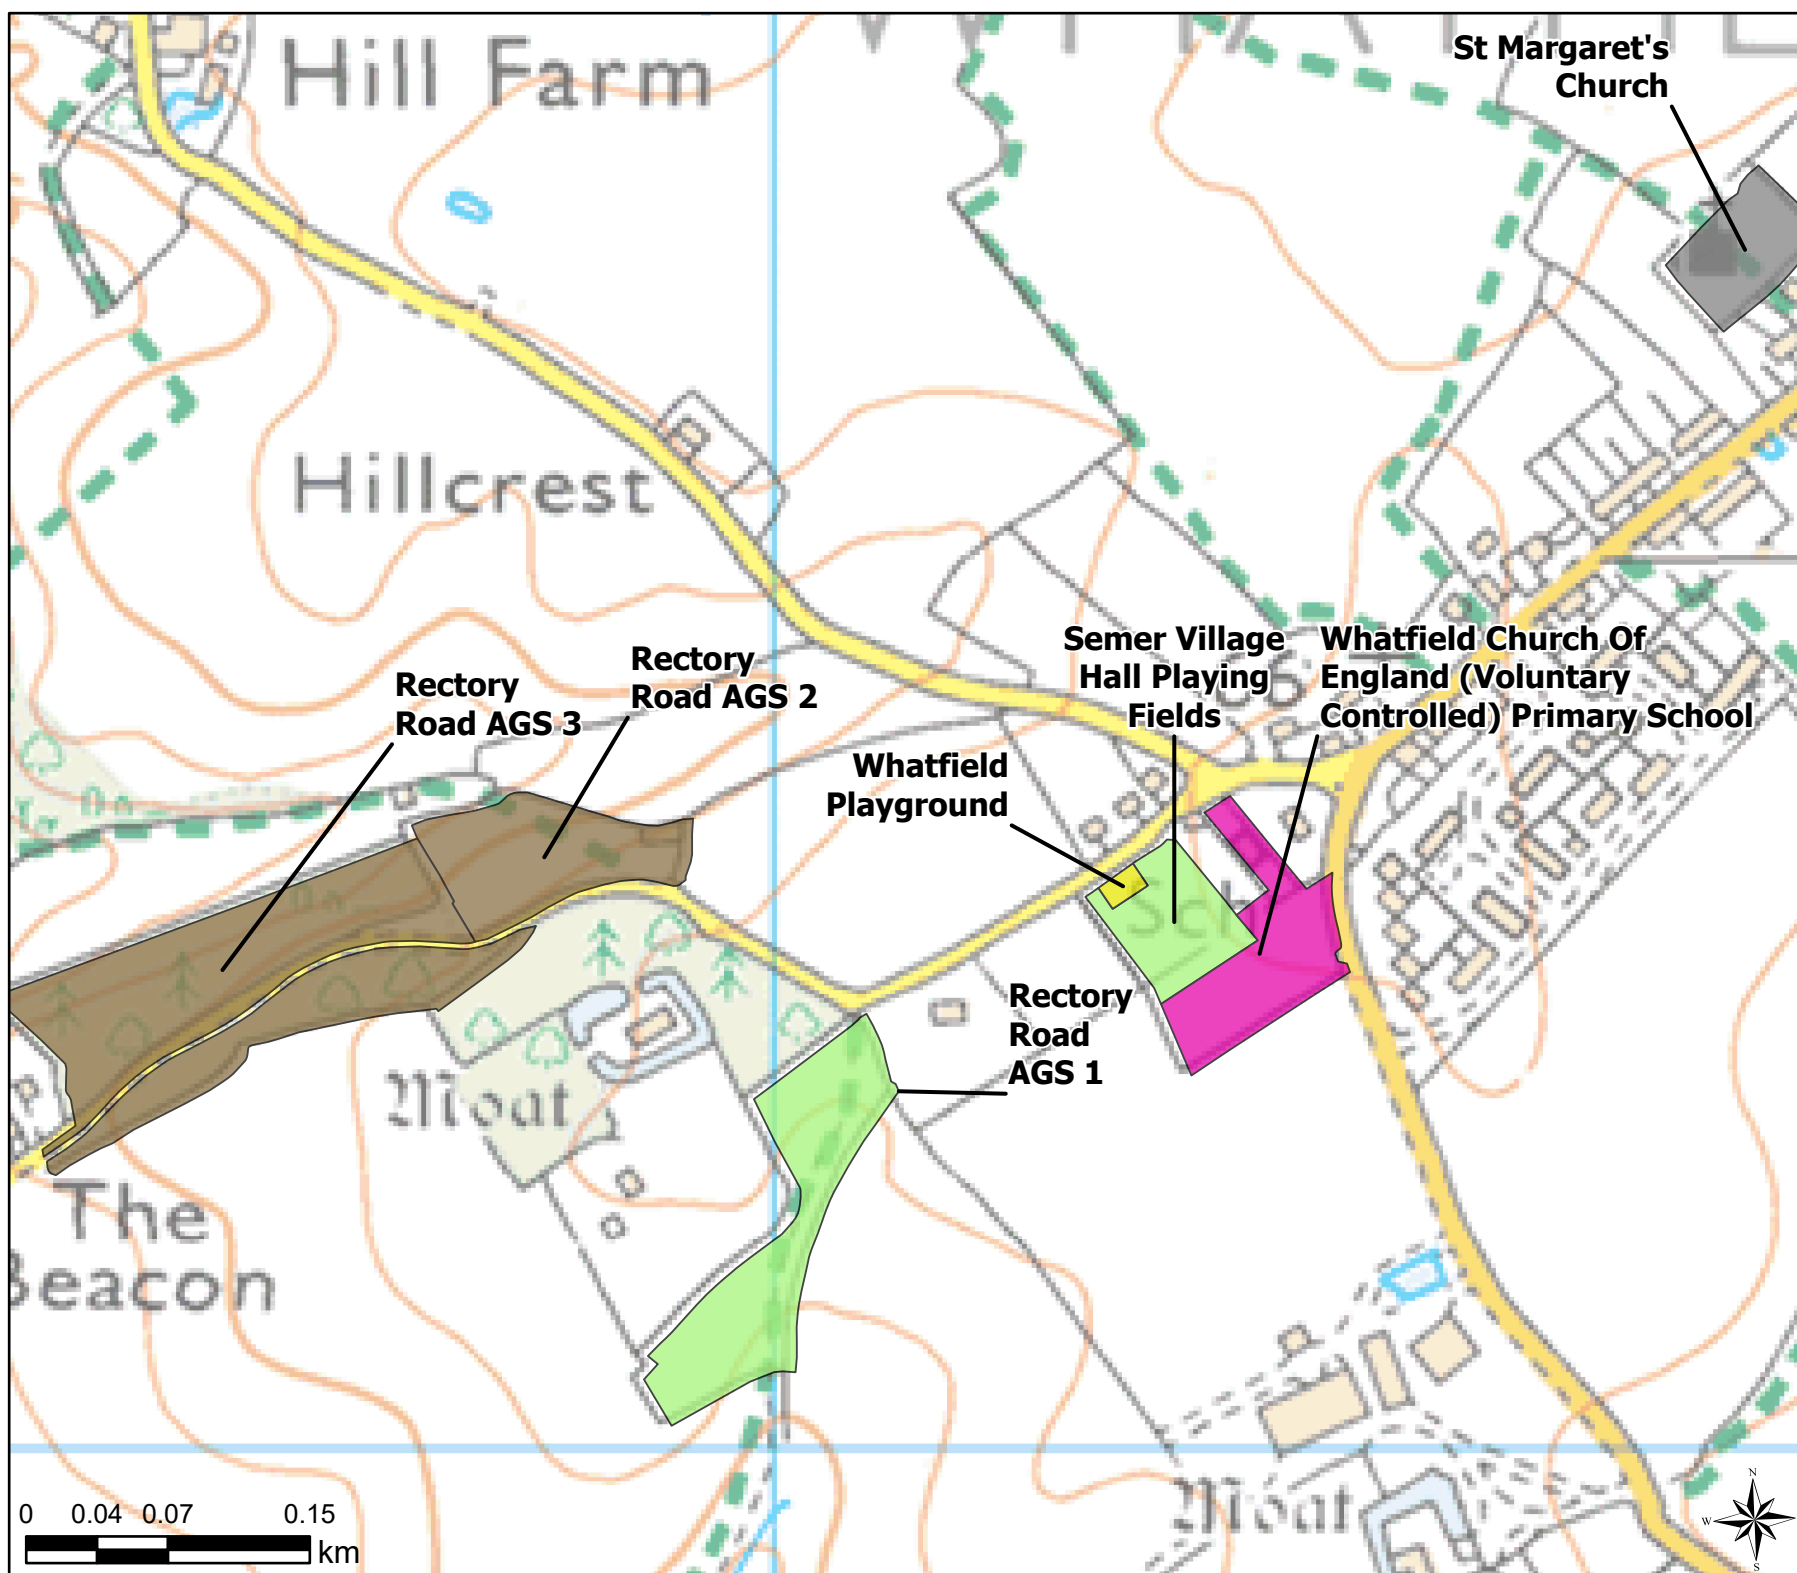 Hill Farm
St Margaret's
Church
Hillcrest
Semer Village
Hall Playing
Fields
Whatfield Church Of
England (Voluntary
Controlled) Primary School
Rectory
Road AGS 2
Rectory
Road AGS 3
Whatfield
Playground
Sch
Rectory
Road
AGS 1
Moat
The
Beacon
Moat
0 0.04 0.07 0.15
km
N
W
S